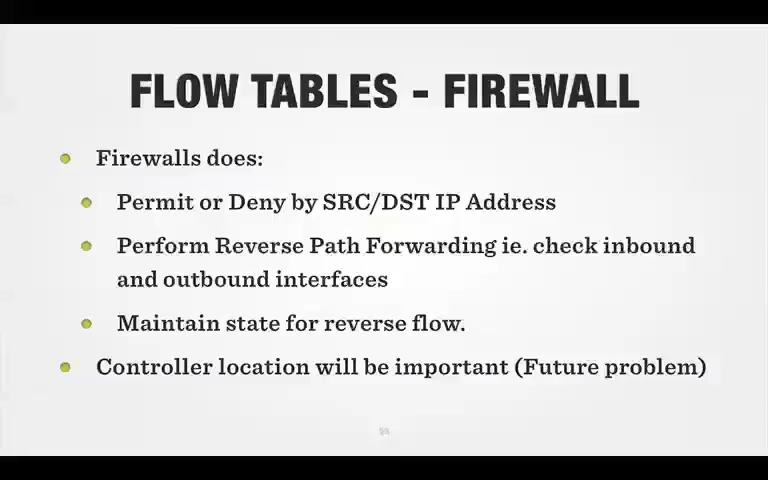 FLOW TABLES - FIREWALL
Firewalls does:
Permit or Deny by SRC/DST IP Address
Perform Reverse Path Forwarding ie. check inbound
and outbound interfaces
Maintain state for reverse flow.
Controller location will be important (Future problem)